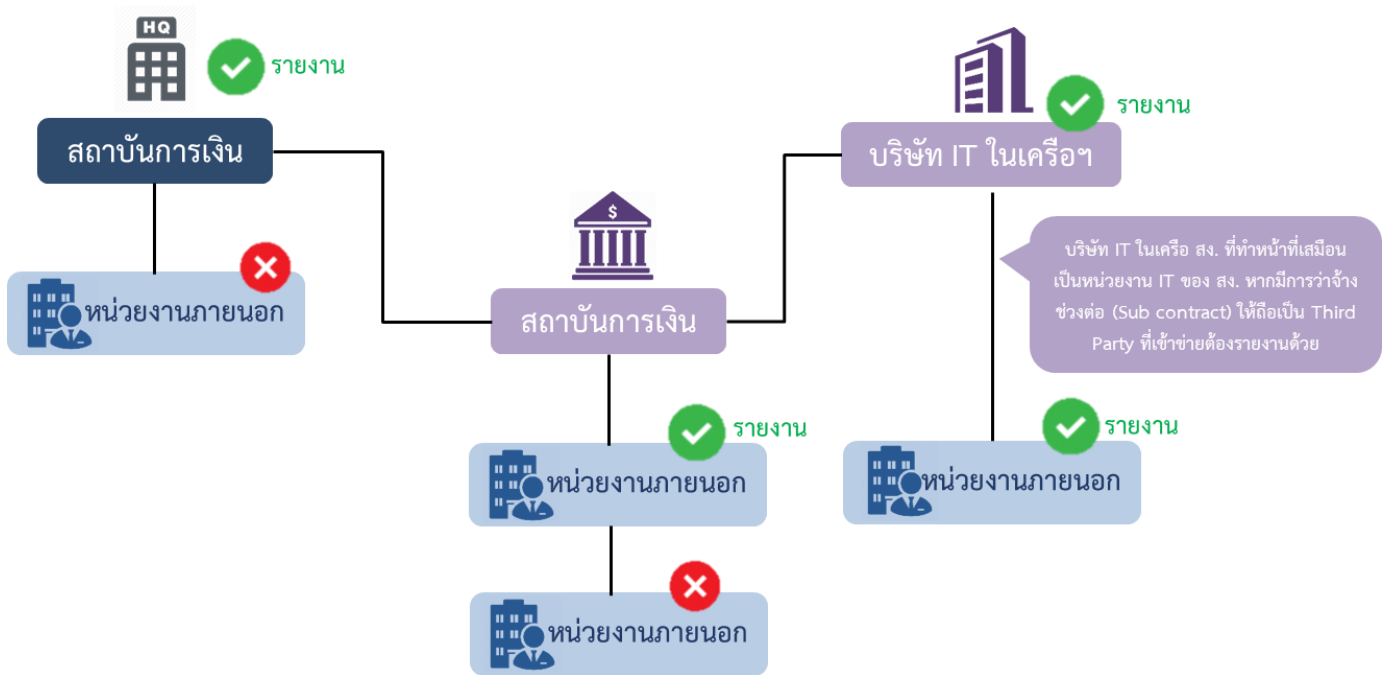 HQ
รายงาน
สถาบันการเงิน
หน่วยงานภายนอก
$
สถาบันการเงิน
รายงาน
บริษัท IT ในเครือฯ
บริษัท IT ในเครือ สง. ที่ทำหน้าที่เสมือน
เป็นหน่วยงาน IT ของ สง. หากมีการว่าจ้าง
ช่วงต่อ (Sub contract) ให้ถือเป็น Third
Party ที่เข้าข่ายต้องรายงานด้วย
รายงาน
หน่วยงานภายนอก
รายงาน
หน่วยงานภายนอก
หน่วยงานภายนอก